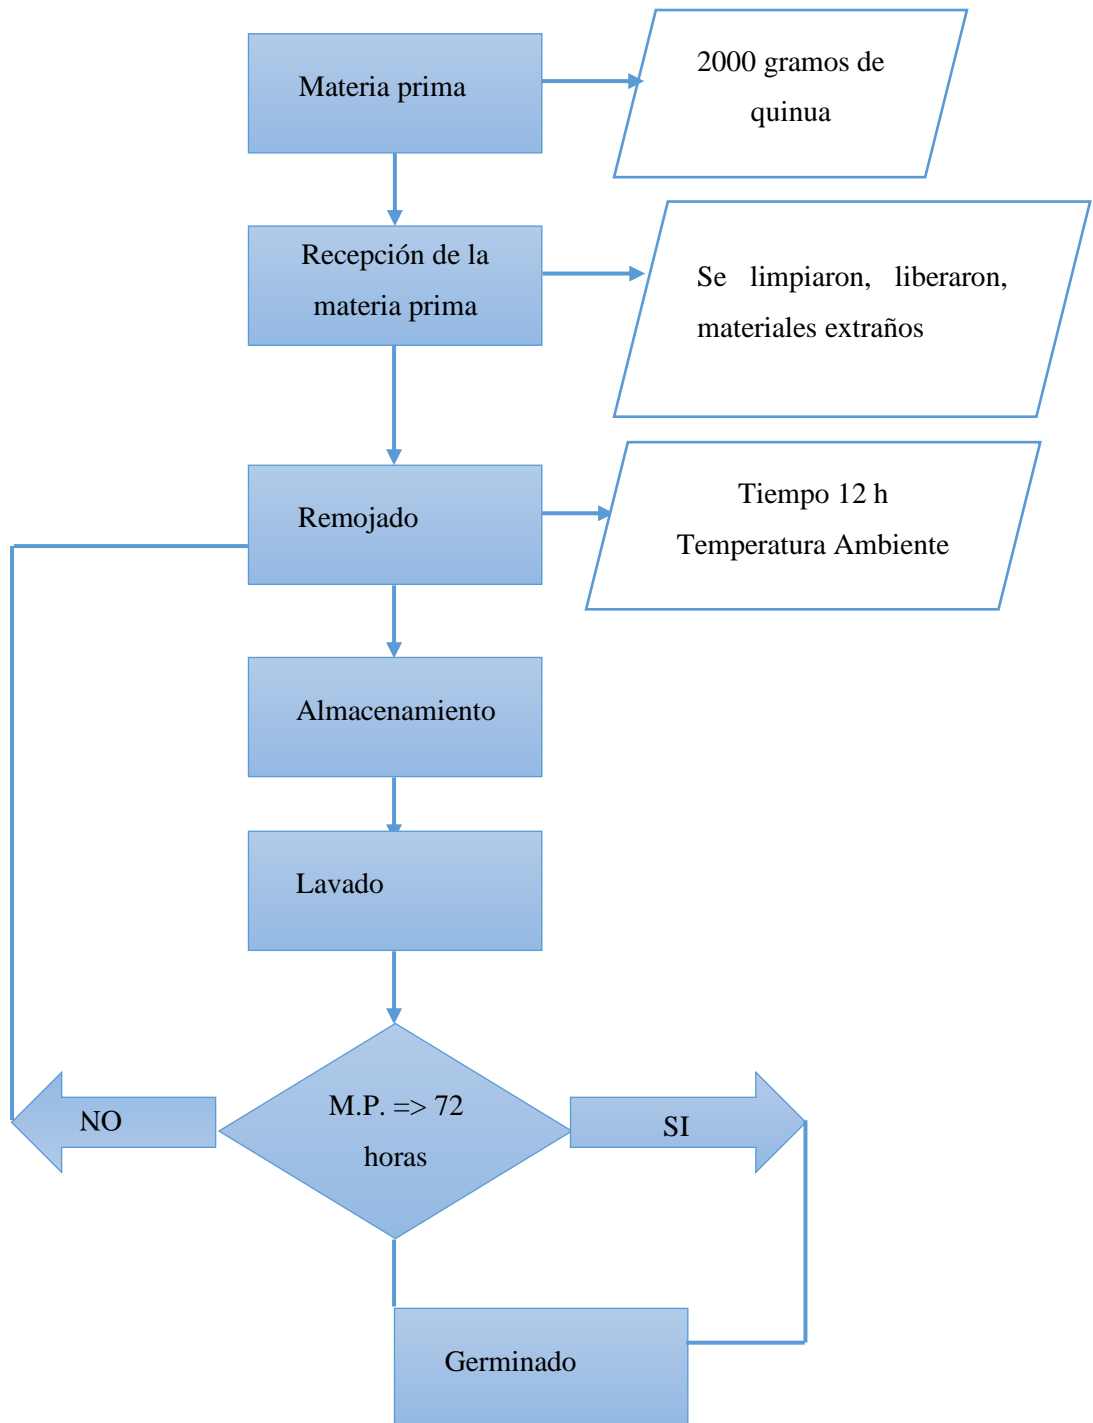 Materia prima
2000 gramos de
quinua
Recepción de la
materia prima
Se limpiaron, liberaron,
materiales extraños
Remojado
Tiempo 12 h
Temperatura Ambiente
Almacenamiento
Lavado
M.P. => 72
horas
NO
SI
Germinado